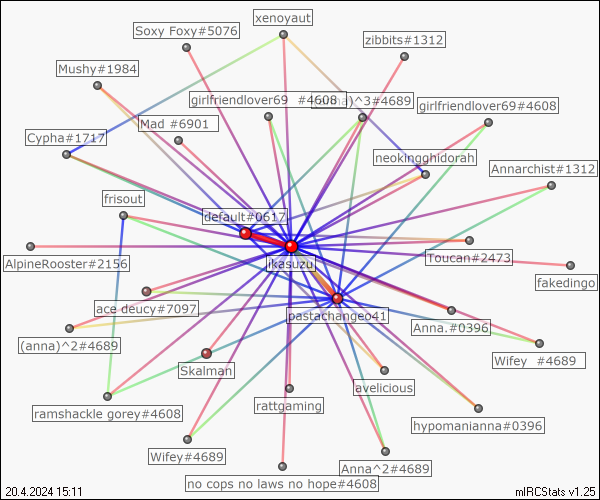 xenoyaut
Soxy Foxy#5076
zibbits#1312
Mushy#1984
girlfriendlover69 #4608
)^3#4689
girlfriendlover69#4608
Mad #6901
Cypha#1717
neokingghidorah
Annarchist#1312
frisout
default#0617
Toucan#2473
AlpineRooster#2156
ikasuzu
fakedingo
ace deucy#7097
pastachangeo41
Anna.#0396
(anna)^2#4689
Wifey #4689
Skalman
avelicious
ramshackle gorey#4608
rattgaming
hypomanianna#0396
Wifey#4689
Anna^2#4689
no cops no laws no hope#4608
20.4.2024 15:11
mIRCStats v1.25